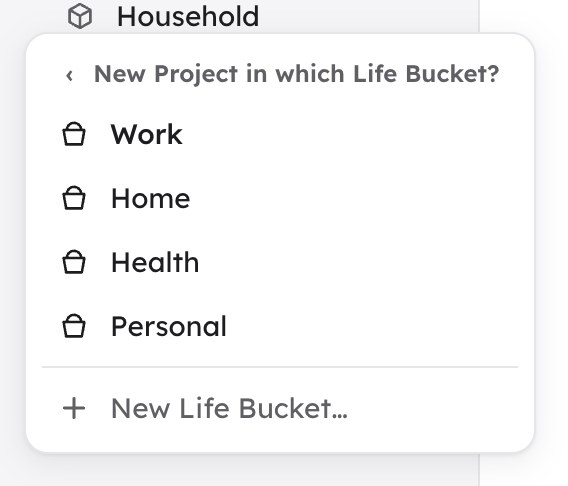 Household
‹ New Project in which Life Bucket?
Work
Home
Health
Personal
+ New Life Bucket...